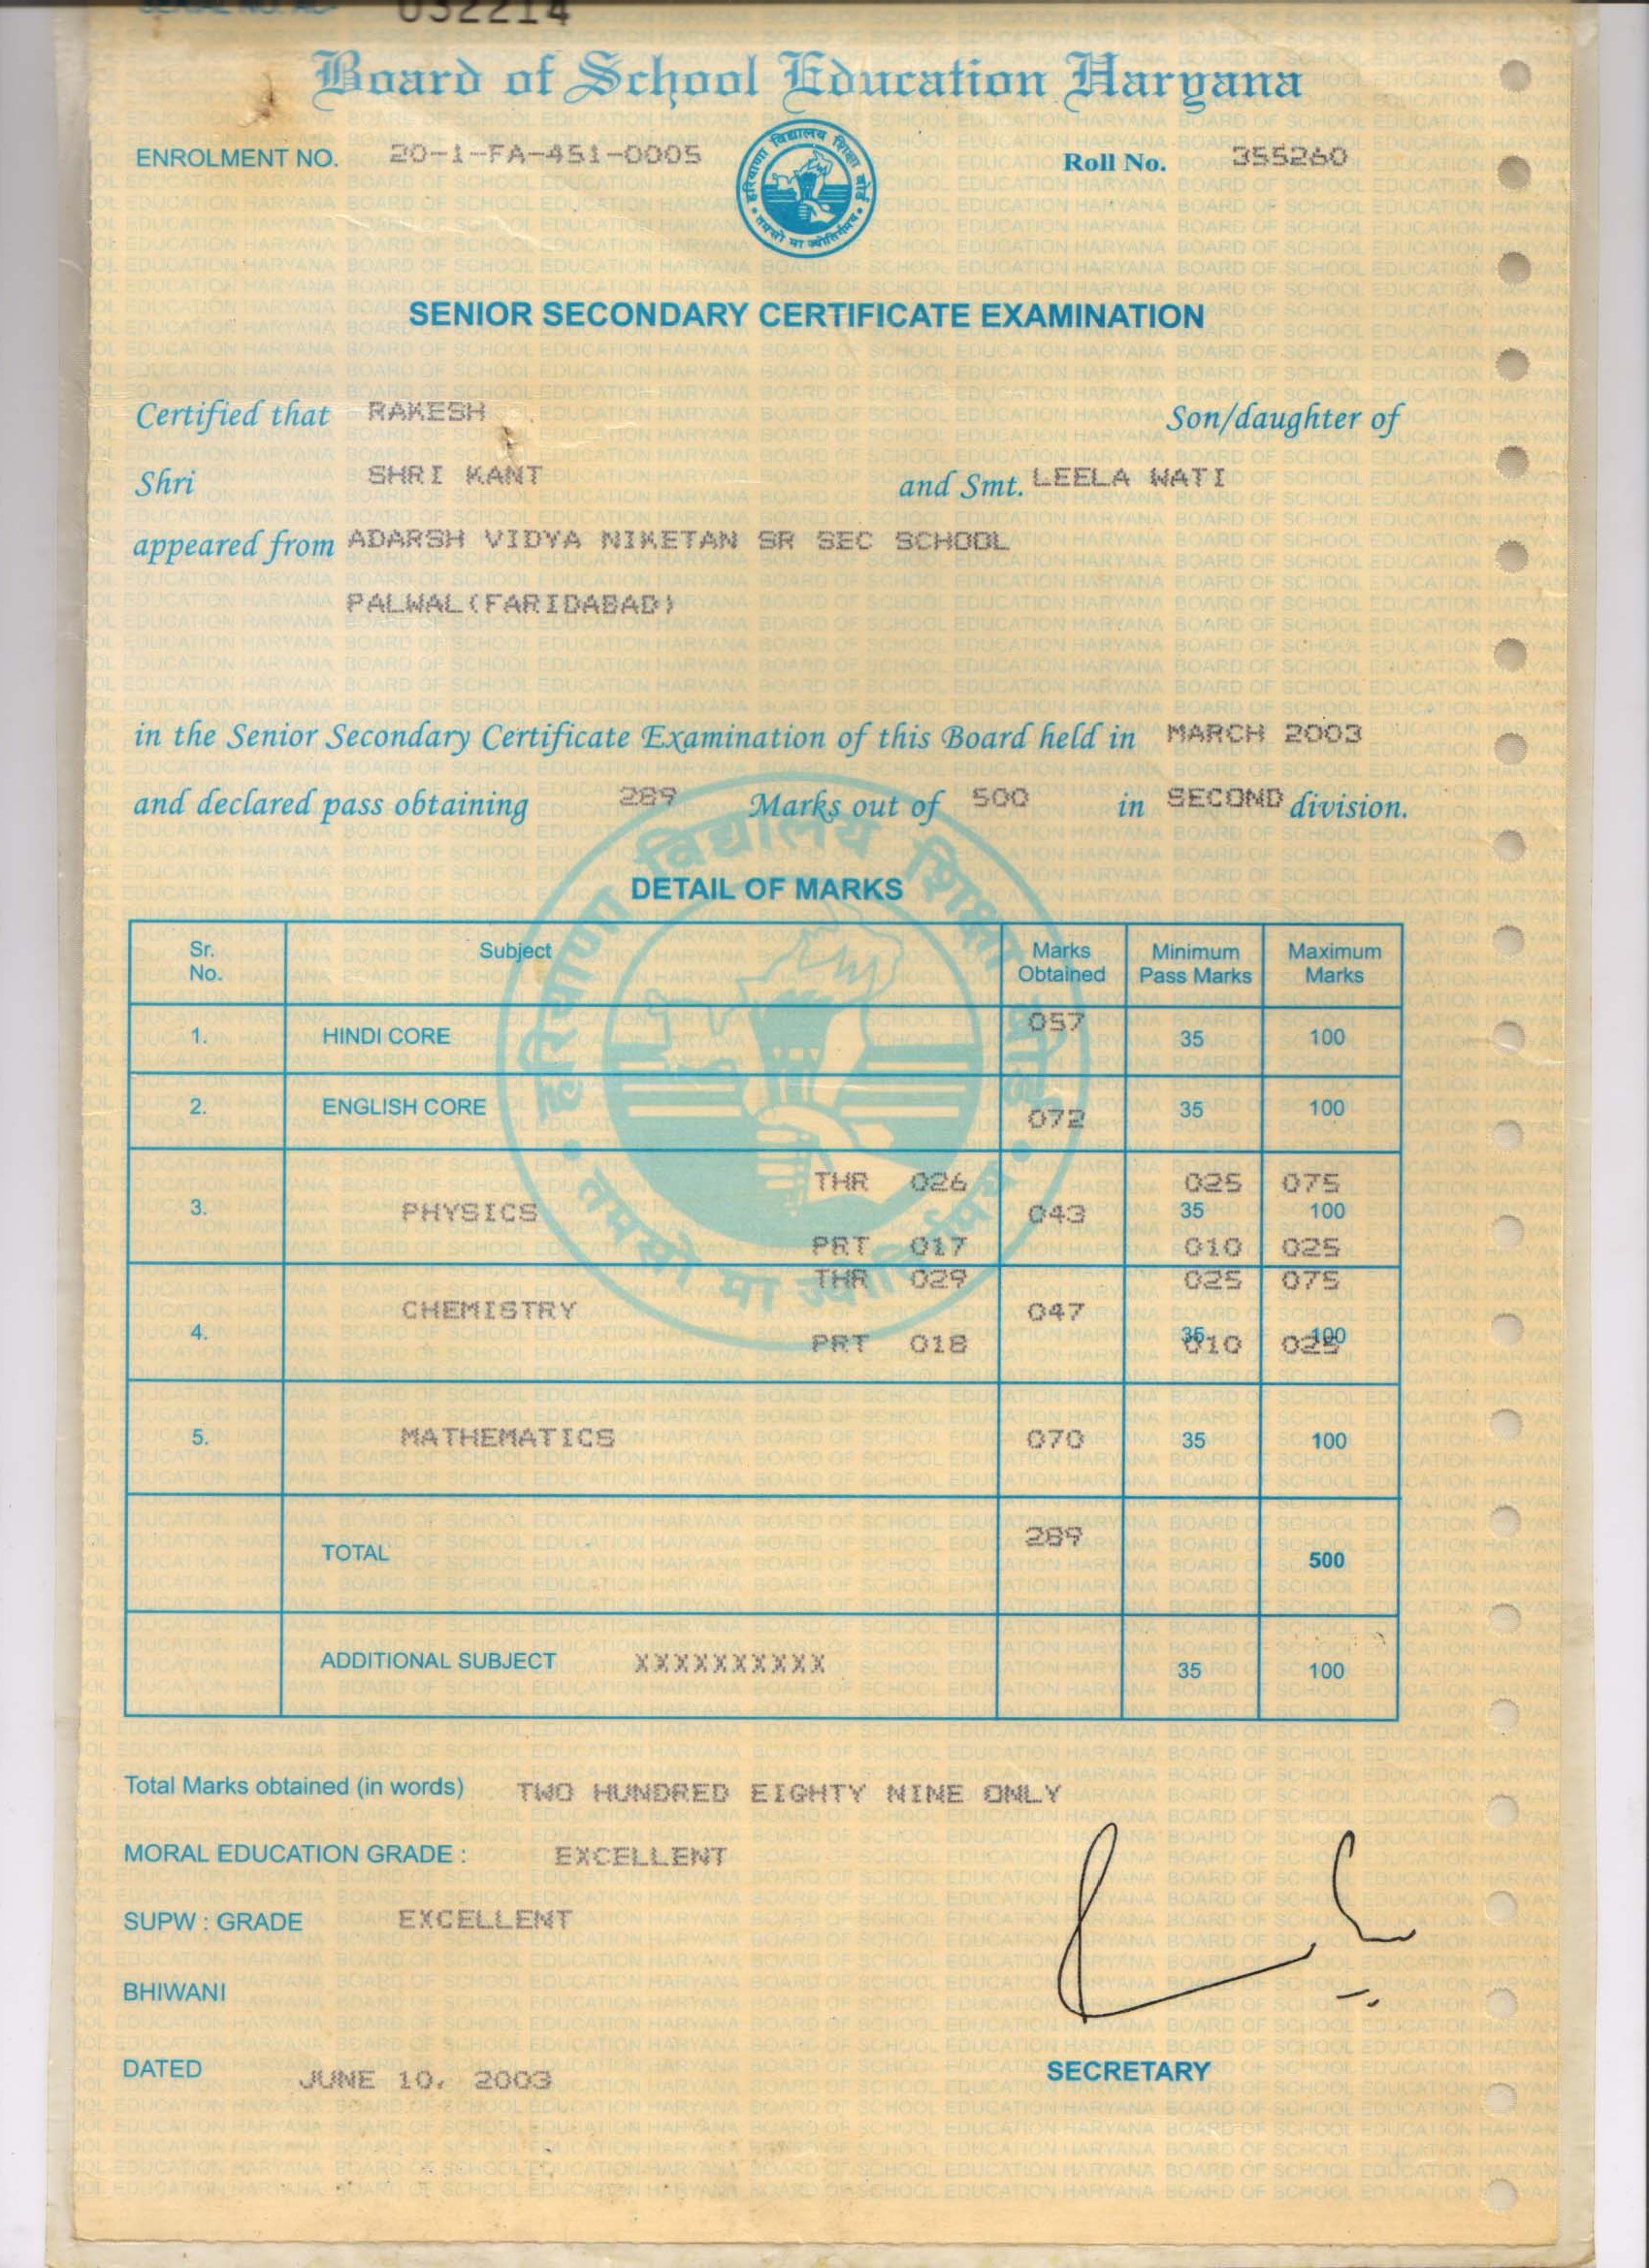 032214
Board of School Education Haryana
ENROLMENT NO. 20-1-FA-451-0005 Roll No. 355260
हरियाणा विद्यालय शिक्षा बोर्ड
तमसो मा ज्योतिर्गमय
SENIOR SECONDARY CERTIFICATE EXAMINATION
Certified that RAKESH Son/daughter of
Shri SHRI KANT and Smt. LEELA WATI
appeared from ADARSH VIDYA NIKETAN SR SEC SCHOOL
PALWAL(FARIDABAD)
in the Senior Secondary Certificate Examination of this Board held in MARCH 2003
and declared pass obtaining 289 Marks out of 500 in SECOND division.
DETAIL OF MARKS
Sr. No. Subject Marks Obtained Minimum Pass Marks Maximum Marks
1. HINDI CORE 057 35 100
2. ENGLISH CORE 072 35 100
THR 026 025 075
3. PHYSICS 043 35 100
PRT 017 010 025
THR 029 025 075
CHEMISTRY 047
4. 35 100
PRT 018 010 025
5. MATHEMATICS 070 35 100
TOTAL 289 500
ADDITIONAL SUBJECT XXXXXXXXXX 35 100
Total Marks obtained (in words) TWO HUNDRED EIGHTY NINE ONLY
MORAL EDUCATION GRADE : EXCELLENT
SUPW : GRADE EXCELLENT
BHIWANI
DATED JUNE 10, 2003 SECRETARY